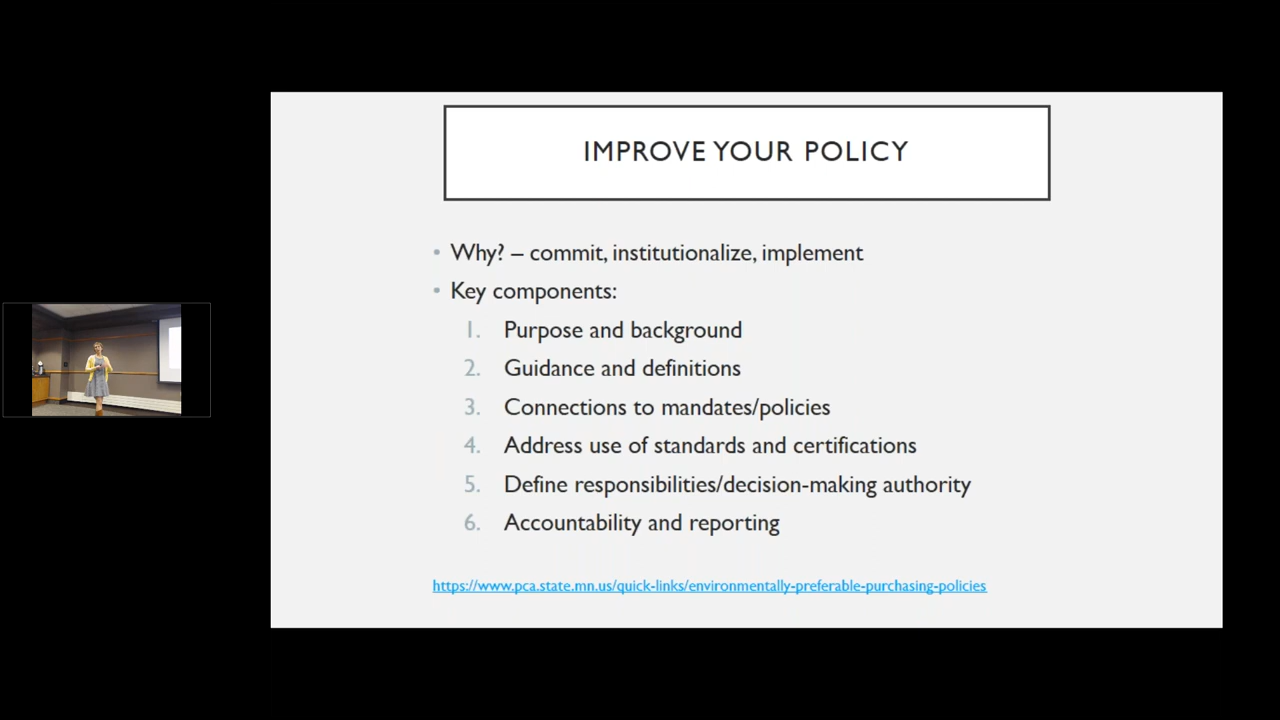 IMPROVE YOUR POLICY
• Why? – commit, institutionalize, implement
• Key components:
1. Purpose and background
2. Guidance and definitions
3. Connections to mandates/policies
4. Address use of standards and certifications
5. Define responsibilities/decision-making authority
6. Accountability and reporting
https://www.pca.state.mn.us/quick-links/environmentally-preferable-purchasing-policies